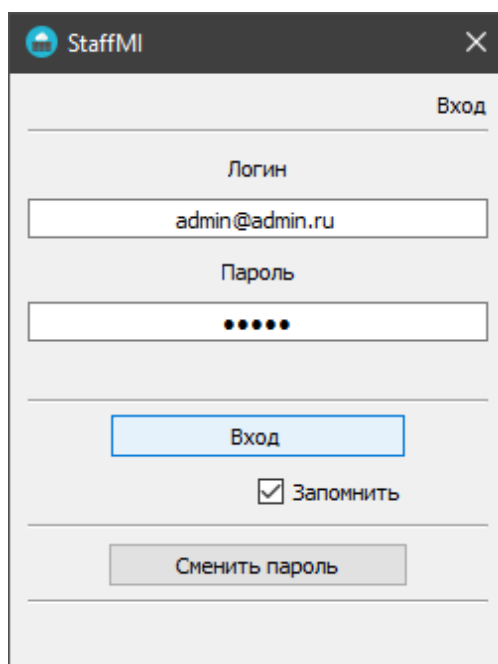 StaffMI
Вход
Логин
admin@admin.ru
Пароль
•••••
Вход
Запомнить
Сменить пароль